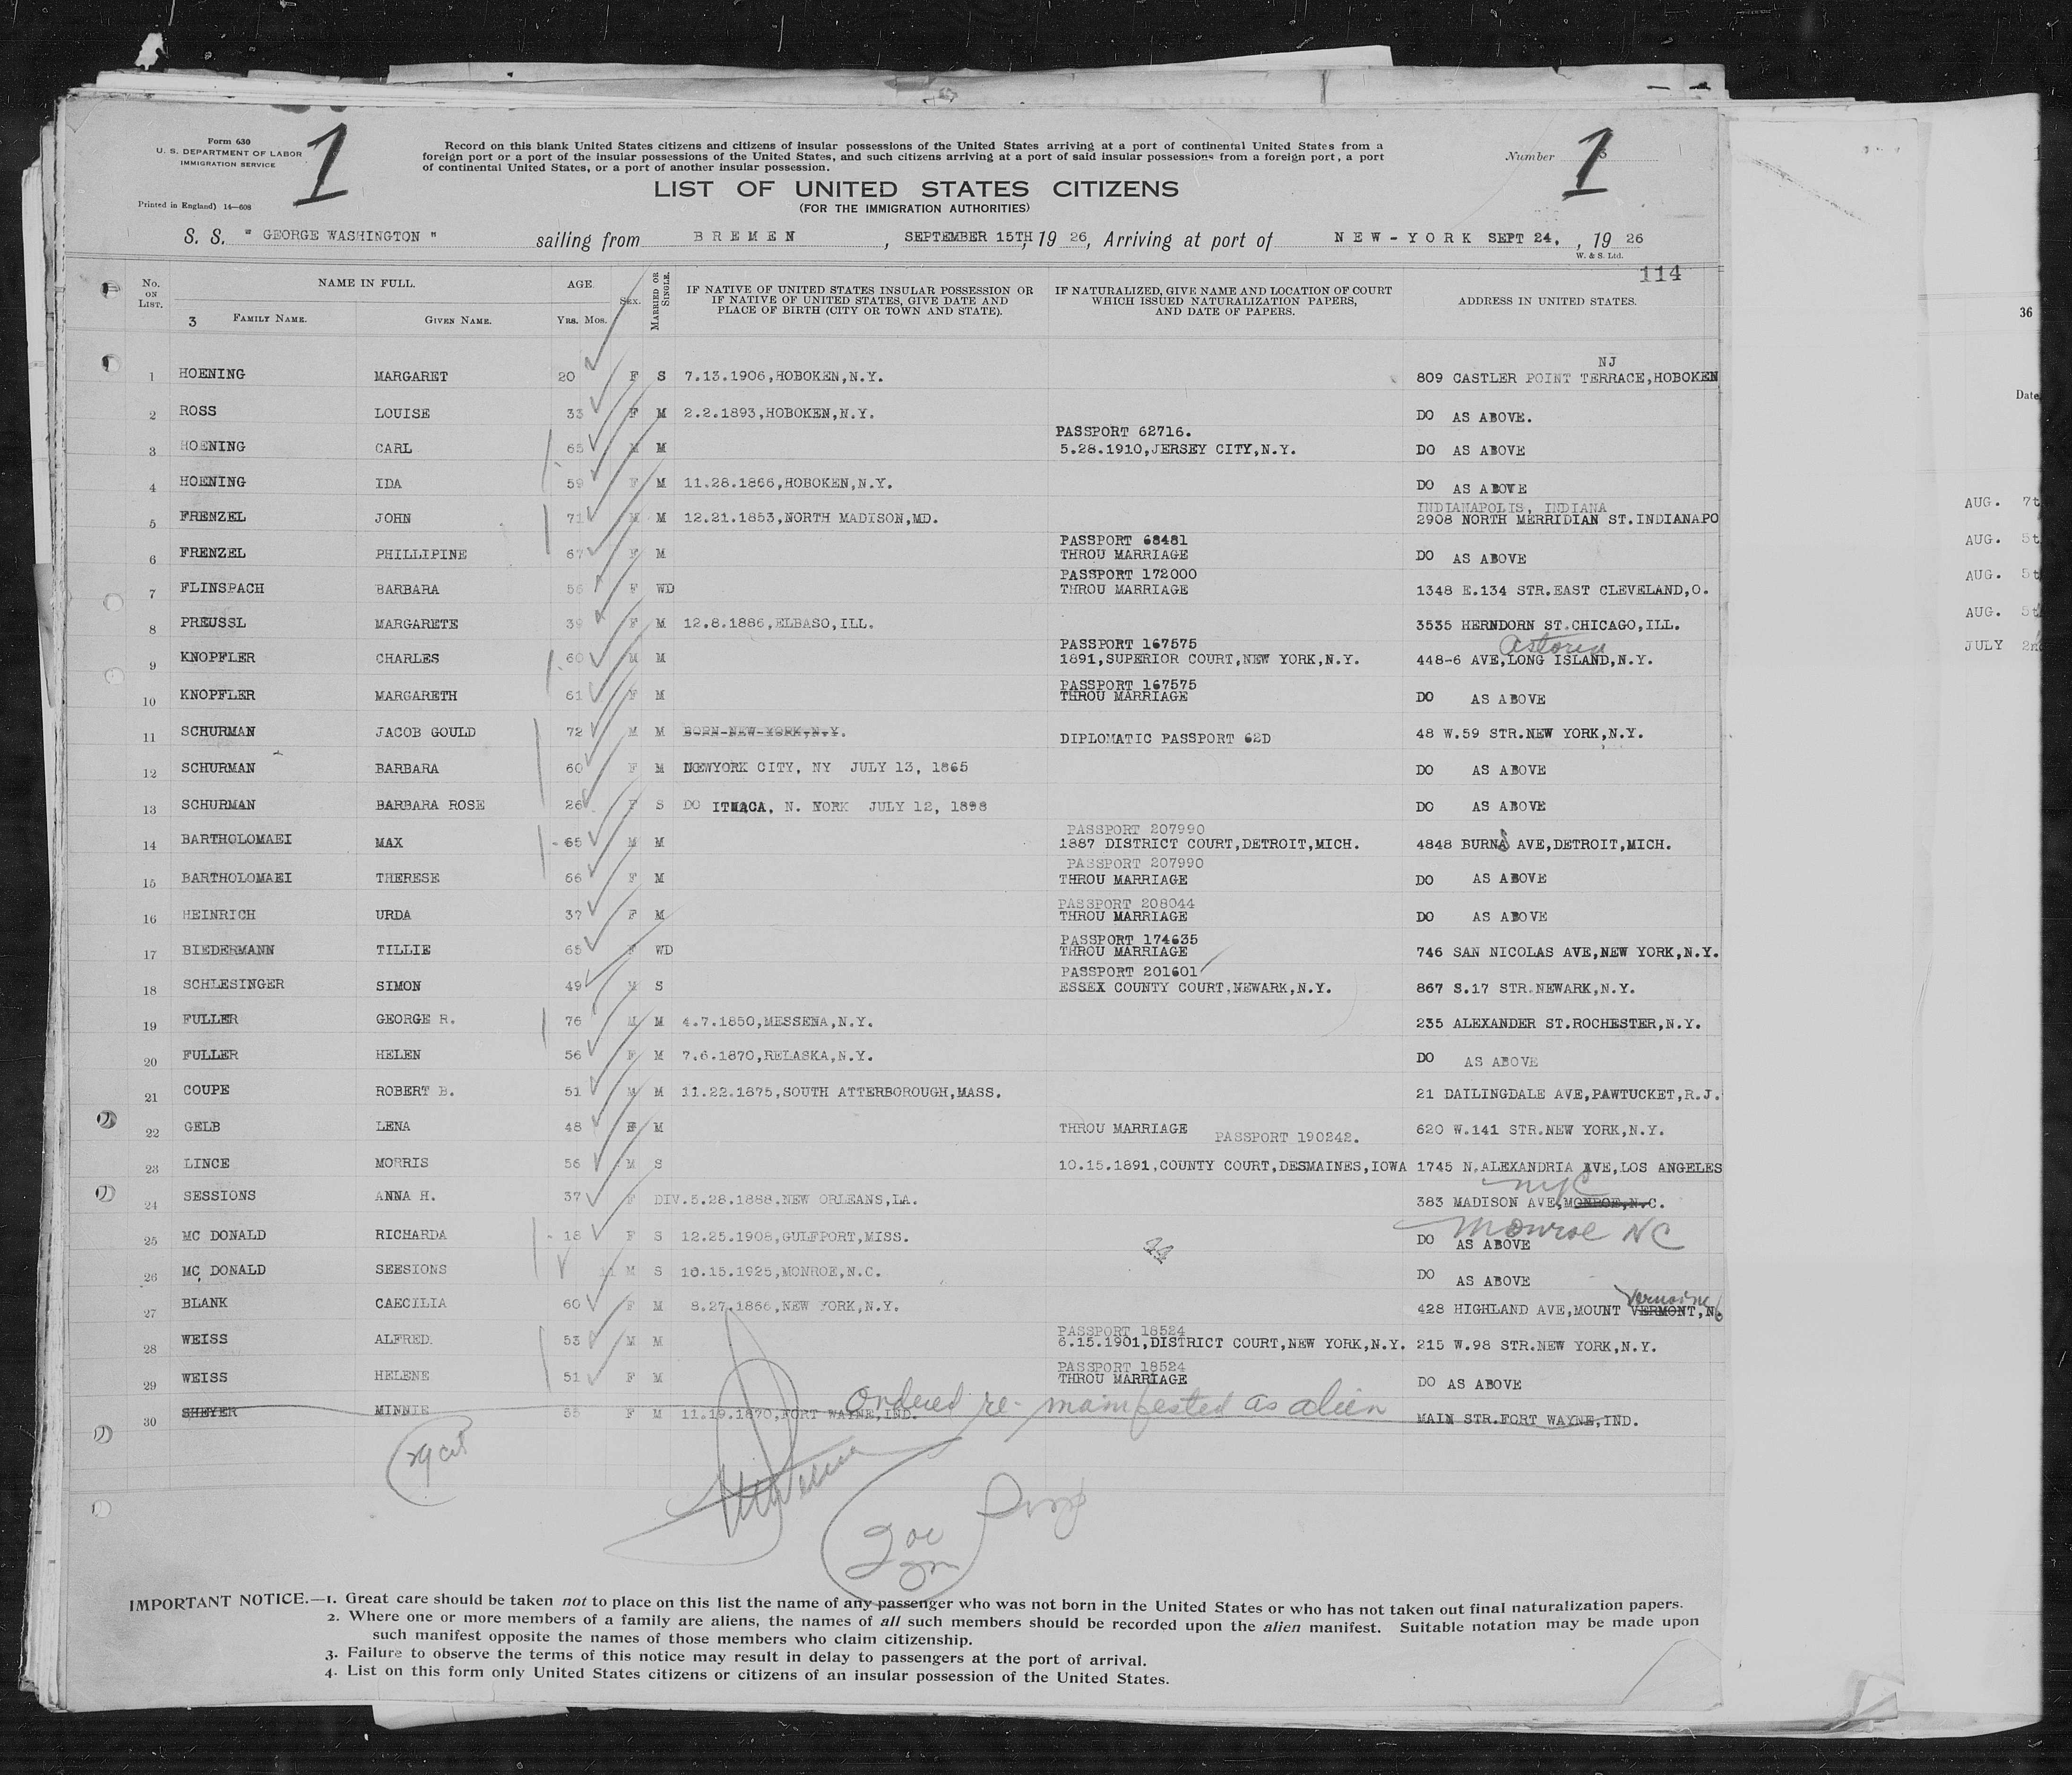 Form 630
U. S. DEPARTMENT OF LABOR
IMMIGRATION SERVICE
Printed in England) 14—608
1
Record on this blank United States citizens and citizens of insular possessions of the United States arriving at a port of continental United States from a
foreign port or a port of the insular possessions of the United States, and such citizens arriving at a port of said insular possessions from a foreign port, a port
of continental United States, or a port of another insular possession.
Number
1
LIST OF UNITED STATES CITIZENS
(FOR THE IMMIGRATION AUTHORITIES)
S. S. " GEORGE WASHINGTON " sailing from BREMEN, SEPTEMBER 15TH, 19 26, Arriving at port of NEW-YORK SEPT 24, , 19 26
W. & S. Ltd.
114
No. ON LIST. NAME IN FULL. AGE. SEX. MARRIED OR SINGLE. IF NATIVE OF UNITED STATES INSULAR POSSESSION OR IF NATIVE OF UNITED STATES, GIVE DATE AND PLACE OF BIRTH (CITY OR TOWN AND STATE). IF NATURALIZED, GIVE NAME AND LOCATION OF COURT WHICH ISSUED NATURALIZATION PAPERS, AND DATE OF PAPERS. ADDRESS IN UNITED STATES.
3 FAMILY NAME. GIVEN NAME. YRS. MOS.
NJ
1 HOENING MARGARET 20 F S 7.13.1906,HOBOKEN,N.Y. 809 CASTLER POINT TERRACE,HOBOKEN
2 ROSS LOUISE 33 F M 2.2.1893,HOBOKEN,N.Y. DO AS ABOVE.
PASSPORT 62716.
3 HOENING CARL 65 M M 5.28.1910,JERSEY CITY,N.Y. DO AS ABOVE
4 HOENING IDA 59 F M 11.28.1866,HOBOKEN,N.Y. DO AS ABOVE
INDIANAPOLIS, INDIANA
5 FRENZEL JOHN 71 M M 12.21.1853,NORTH MADISON,MD. 2908 NORTH MERRIDIAN ST.INDIANAPO
PASSPORT 68481
6 FRENZEL PHILLIPINE 67 F M THROU MARRIAGE DO AS ABOVE
PASSPORT 172000
7 FLINSPACH BARBARA 56 F WD THROU MARRIAGE 1348 E.134 STR.EAST CLEVELAND,O.
8 PREUSSL MARGARETE 39 F M 12.8.1886,ELBASO,ILL. 3535 HERNDORN ST.CHICAGO,ILL.
PASSPORT 167575 astoria
9 KNOPFLER CHARLES 60 M M 1891,SUPERIOR COURT,NEW YORK,N.Y. 448-6 AVE,LONG ISLAND,N.Y.
PASSPORT 167575
10 KNOPFLER MARGARETH 61 F M THROU MARRIAGE DO AS ABOVE
11 SCHURMAN JACOB GOULD 72 M M BORN-NEW-YORK,N.Y. DIPLOMATIC PASSPORT 62D 48 W.59 STR.NEW YORK,N.Y.
12 SCHURMAN BARBARA 60 F M NEWYORK CITY, NY JULY 13, 1865 DO AS ABOVE
13 SCHURMAN BARBARA ROSE 26 F S DO ITHACA, N. YORK JULY 12, 1898 DO AS ABOVE
PASSPORT 207990
14 BARTHOLOMAEI MAX 65 M M 1887 DISTRICT COURT,DETROIT,MICH. 4848 BURNS AVE,DETROIT,MICH.
PASSPORT 207990
15 BARTHOLOMAEI THERESE 66 F M THROU MARRIAGE DO AS ABOVE
PASSPORT 208044
16 HEINRICH URDA 37 F M THROU MARRIAGE DO AS ABOVE
PASSPORT 174635
17 BIEDERMANN TILLIE 65 F WD THROU MARRIAGE 746 SAN NICOLAS AVE,NEW YORK,N.Y.
PASSPORT 201601
18 SCHLESINGER SIMON 49 M S ESSEX COUNTY COURT,NEWARK,N.Y. 867 S.17 STR.NEWARK,N.Y.
19 FULLER GEORGE R. 76 M M 4.7.1850,MESSENA,N.Y. 235 ALEXANDER ST.ROCHESTER,N.Y.
20 FULLER HELEN 56 F M 7.6.1870,RELASKA,N.Y. DO AS ABOVE
21 COUPE ROBERT B. 51 M M 11.22.1875,SOUTH ATTERBOROUGH,MASS. 21 DAILINGDALE AVE,PAWTUCKET,R.J.
22 GELB LENA 48 F M THROU MARRIAGE PASSPORT 190242. 620 W.141 STR.NEW YORK,N.Y.
23 LINCE MORRIS 56 M S 10.15.1891,COUNTY COURT,DESMAINES,IOWA 1745 N.ALEXANDRIA AVE,LOS ANGELES
NYC
24 SESSIONS ANNA H. 37 F DIV.5.28.1888.NEW ORLEANS,LA. 383 MADISON AVE,MONROE,N.C.
Monroe NC
25 MC DONALD RICHARDA 18 F S 12.25.1908,GULFPORT,MISS. DO AS ABOVE
26 MC DONALD SEESIONS 11 M S 10.15.1925,MONROE,N.C. DO AS ABOVE
27 BLANK CAECILIA 60 F M 8.27.1866,NEW YORK,N.Y. 428 HIGHLAND AVE,MOUNT VERMONT,N
PASSPORT 18524
28 WEISS ALFRED. 53 M M 6.15.1901,DISTRICT COURT,NEW YORK,N.Y. 215 W.98 STR.NEW YORK,N.Y.
PASSPORT 18524
29 WEISS HELENE 51 F M THROU MARRIAGE DO AS ABOVE
Ordered re-manifested as alien
30 SHEYER MINNIE 55 F M 11.19.1870,FORT WAYNE,IND. MAIN STR.FORT WAYNE,IND.
29 cit
IMPORTANT NOTICE.—1. Great care should be taken not to place on this list the name of any passenger who was not born in the United States or who has not taken out final naturalization papers.
2. Where one or more members of a family are aliens, the names of all such members should be recorded upon the alien manifest. Suitable notation may be made upon
such manifest opposite the names of those members who claim citizenship.
3. Failure to observe the terms of this notice may result in delay to passengers at the port of arrival.
4. List on this form only United States citizens or citizens of an insular possession of the United States.
36
Date
AUG. 7t
AUG. 5t
AUG. 5t
AUG. 5t
JULY 2n